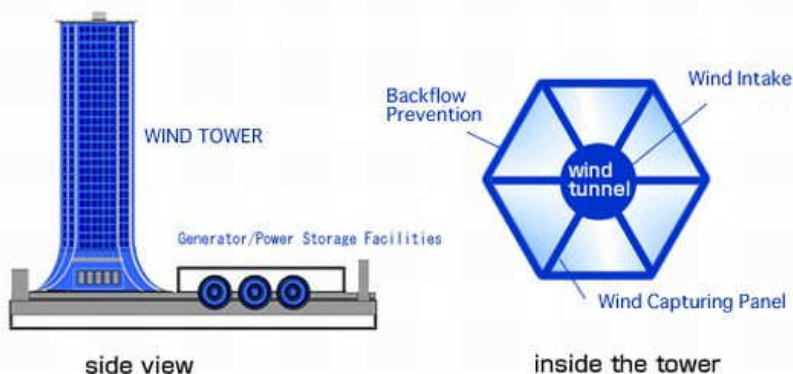 WIND TOWER
Generator/Power Storage Facilities
side view
Backflow
Prevention
Wind Intake
wind
tunnel
Wind Capturing Panel
inside the tower